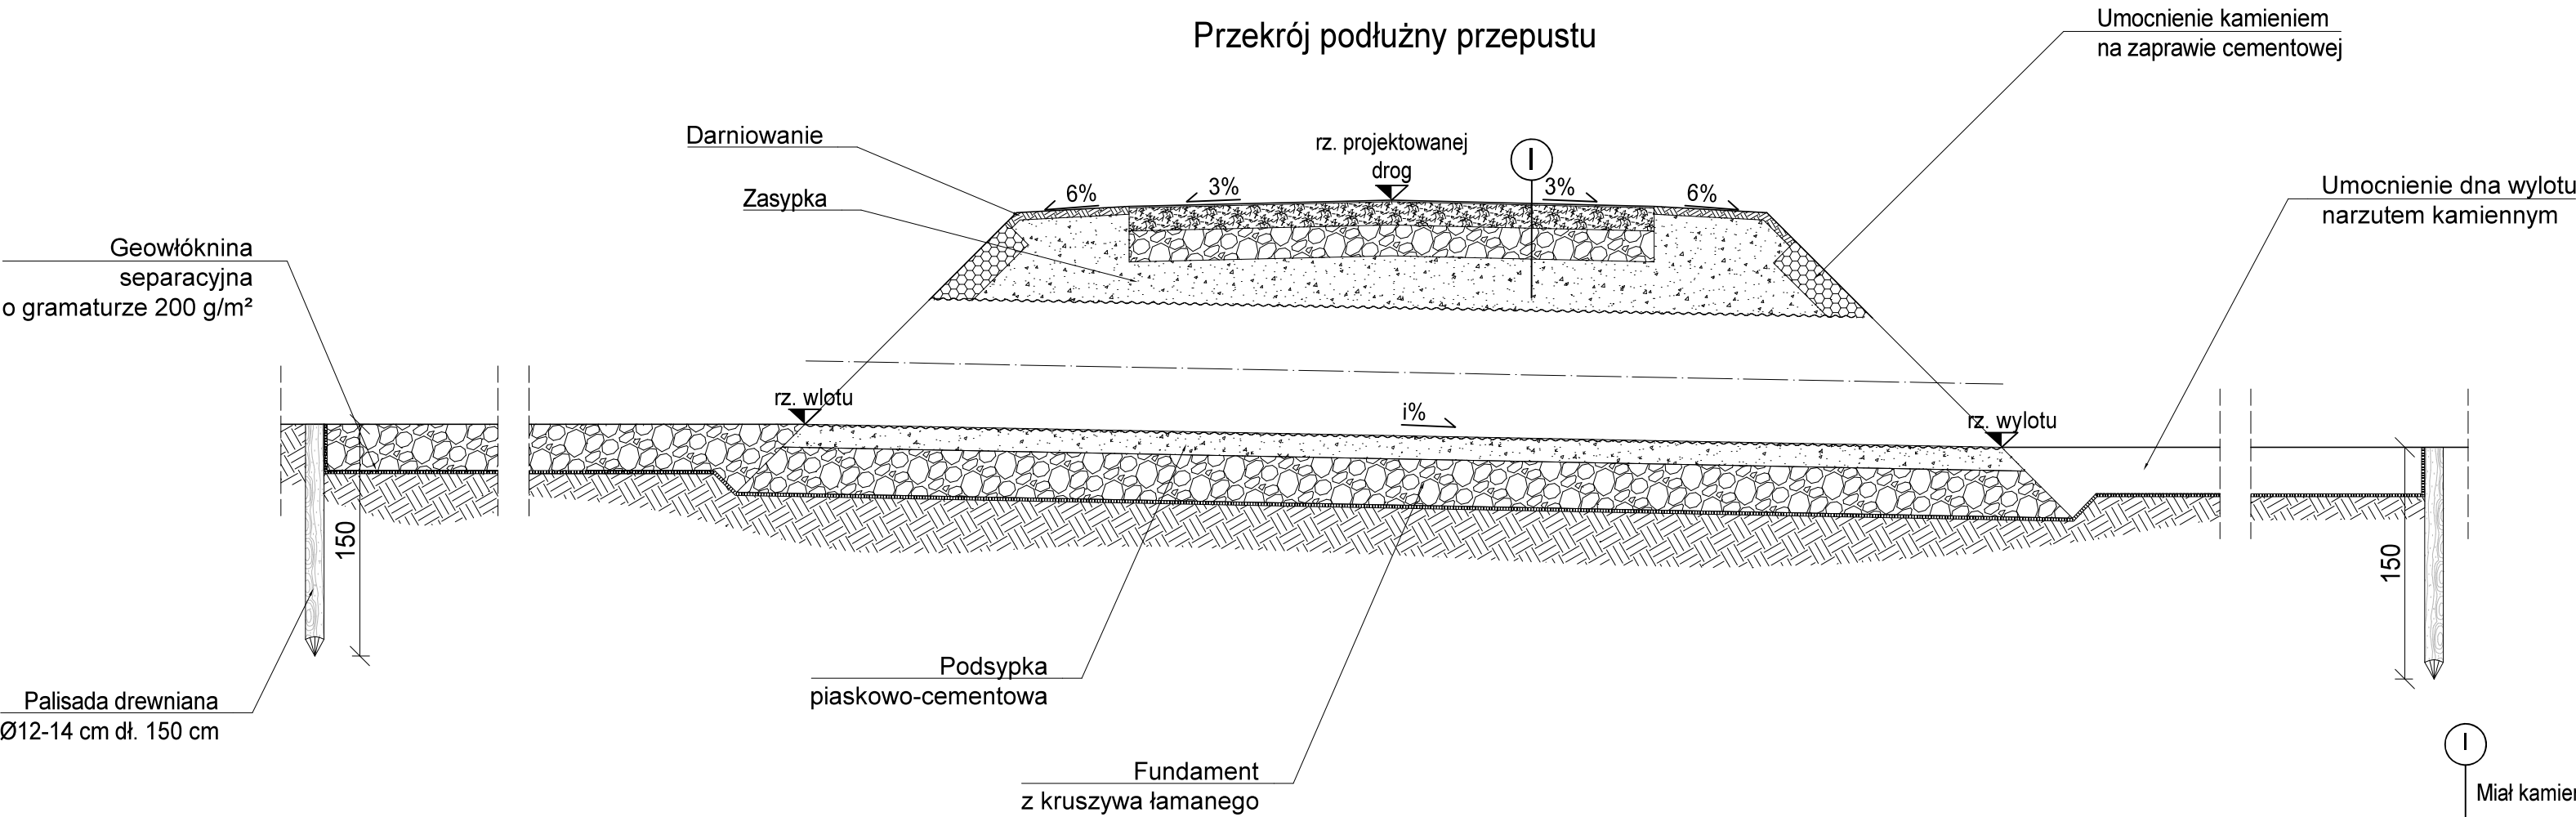 Przekrój podłużny przepustu
Umocnienie kamieniem
na zaprawie cementowej
Darniowanie
Zasypka
rz. projektowanej
drog
I
6%
3%
3%
6%
Umocnienie dna wylotu
narzutem kamiennym
Geowłóknina
separacyjna
o gramaturze 200 g/m²
rz. wlotu
i%
rz. wylotu
150
150
Podsypka
piaskowo-cementowa
Palisada drewniana
Ø12-14 cm dł. 150 cm
Fundament
z kruszywa łamanego
I
Miał kamien